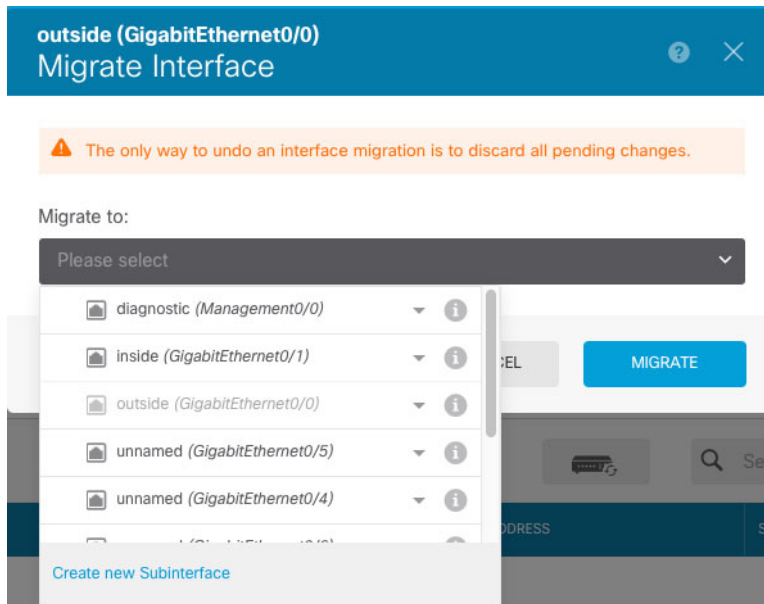 outside (GigabitEthernet0/0)
Migrate Interface
The only way to undo an interface migration is to discard all pending changes.
Migrate to:
Please select
diagnostic (Management0/0)
inside (GigabitEthernet0/1)
MIGRATE
outside (GigabitEthernet0/0)
unnamed (GigabitEthernet0/5)
unnamed (GigabitEthernet0/4)
Create new Subinterface